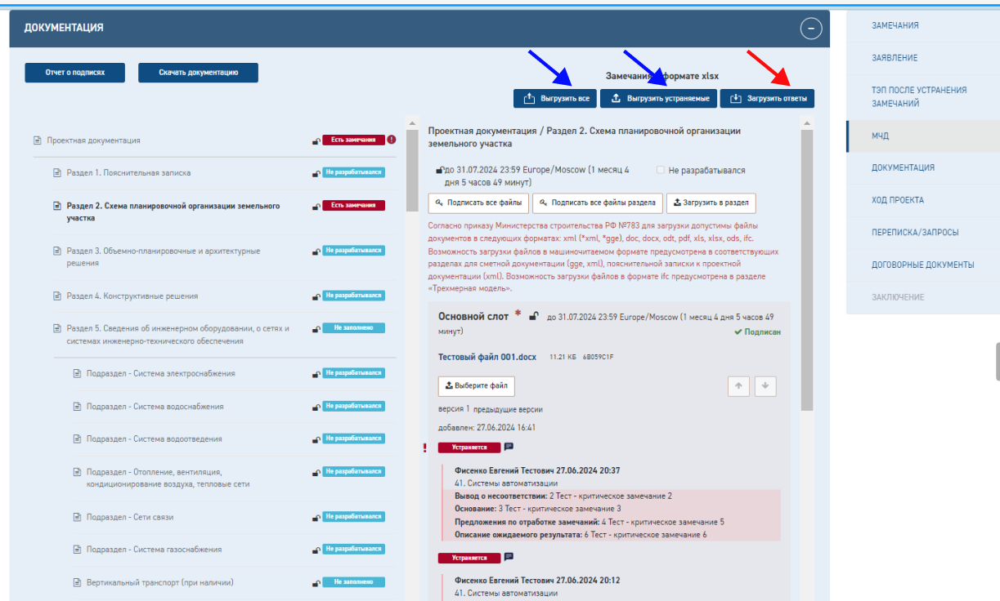 ДОКУМЕНТАЦИЯ
Отчет о подписях
Скачать документацию
Замечания формате xlsx
Выгрузить все
Выгрузить устраняемые
Загрузить ответы
Проектная документация
Есть замечания
Раздел 1. Пояснительная записка
Не разрабатывался
Раздел 2. Схема планировочной организации земельного
участка
Есть замечания
Раздел 3. Объемно-планировочные и архитектурные
решения
Не разрабатывался
Раздел 4. Конструктивные решения
Не разрабатывался
Раздел 5. Сведения об инженерном оборудовании, о сетях и
системах инженерно-технического обеспечения
Не заполнено
Подраздел - Система электроснабжения
Не разрабатывался
Подраздел - Система водоснабжения
Не разрабатывался
Подраздел - Система водоотведения
Не разрабатывался
Подраздел - Отопление, вентиляция,
кондиционирование воздуха, тепловые сети
Не разрабатывался
Подраздел - Сети связи
Не разрабатывался
Подраздел - Система газоснабжения
Не разрабатывался
Вертикальный транспорт (при наличии)
Не заполнено
Проектная документация / Раздел 2. Схема планировочной организации
земельного участка
до 31.07.2024 23:59 Europe/Moscow (1 месяц 4
дня 5 часов 49 минут)
Не разрабатывался
Подписать все файлы
Подписать все файлы раздела
Загрузить в раздел
Согласно приказу Министерства строительства РФ №783 для загрузки допустимы файлы
документов в следующих форматах: xml (*xml, *gge), doc, docx, odt, pdf, xls, xlsx, ods, ifc.
Возможность загрузки файлов в машиночитаемом формате предусмотрена в соответствующих
разделах для сметной документации (gge, xml), пояснительной записки к проектной
документации (xml). Возможность загрузки файлов в формате ifc предусмотрена в разделе
«Трехмерная модель».
Основной слот * до 31.07.2024 23:59 Europe/Moscow (1 месяц 4 дня 5 часов 49
минут)
Подписан
Тестовый файл 001.docx 11.21 КБ 6B059C1F
Выберите файл
версия 1 предыдущие версии
добавлен: 27.06.2024 16:41
Устраняется
Фисенко Евгений Тестович 27.06.2024 20:37
41. Системы автоматизации
Вывод о несоответствии: 2 Тест - критическое замечание 2
Основание: 3 Тест - критическое замечание 3
Предложения по отработке замечаний: 4 Тест - критическое замечание 5
Описание ожидаемого результата: 6 Тест - критическое замечание 6
Устраняется
Фисенко Евгений Тестович 27.06.2024 20:12
41. Системы автоматизации
ЗАМЕЧАНИЯ
ЗАЯВЛЕНИЕ
ТЭП ПОСЛЕ УСТРАНЕНИЯ
ЗАМЕЧАНИЙ
МЧД
ДОКУМЕНТАЦИЯ
ХОД ПРОЕКТА
ПЕРЕПИСКА/ЗАПРОСЫ
ДОГОВОРНЫЕ ДОКУМЕНТЫ
ЗАКЛЮЧЕНИЕ